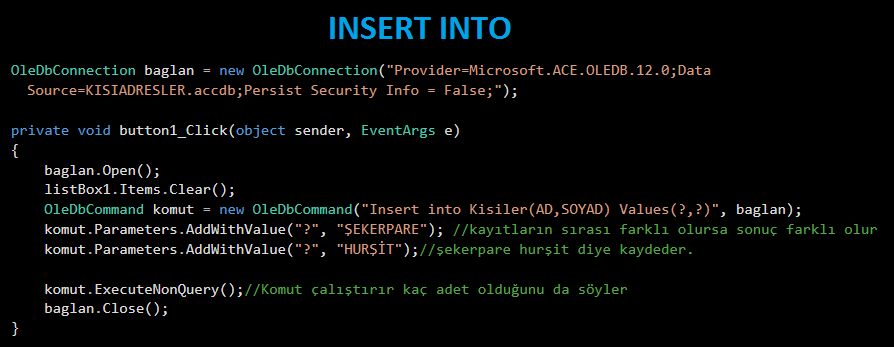 INSERT INTO
OleDbConnection baglan = new OleDbConnection("Provider=Microsoft.ACE.OLEDB.12.0;Data
Source=KISIADRESLER.accdb;Persist Security Info = False;");
private void button1_Click(object sender, EventArgs e)
{
baglan.Open();
listBox1.Items.Clear();
OleDbCommand komut = new OleDbCommand("Insert into Kisiler(AD,SOYAD) Values(?,?)", baglan);
komut.Parameters.AddWithValue("?", "ŞEKERPARE"); //kayıtların sırası farklı olursa sonuç farklı olur
komut.Parameters.AddWithValue("?", "HURŞİT");//şekerpare hurşit diye kaydeder.
komut.ExecuteNonQuery();//Komut çalıştırır kaç adet olduğunu da söyler
baglan.Close();
}